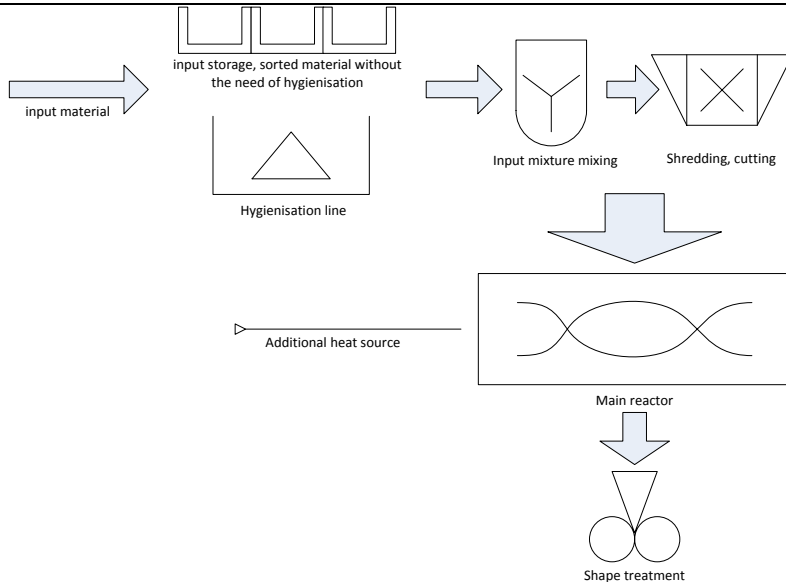 input storage, sorted material without
the need of hygienisation
input material
Input mixture mixing
Shredding, cutting
Hygienisation line
Additional heat source
Main reactor
Shape treatment